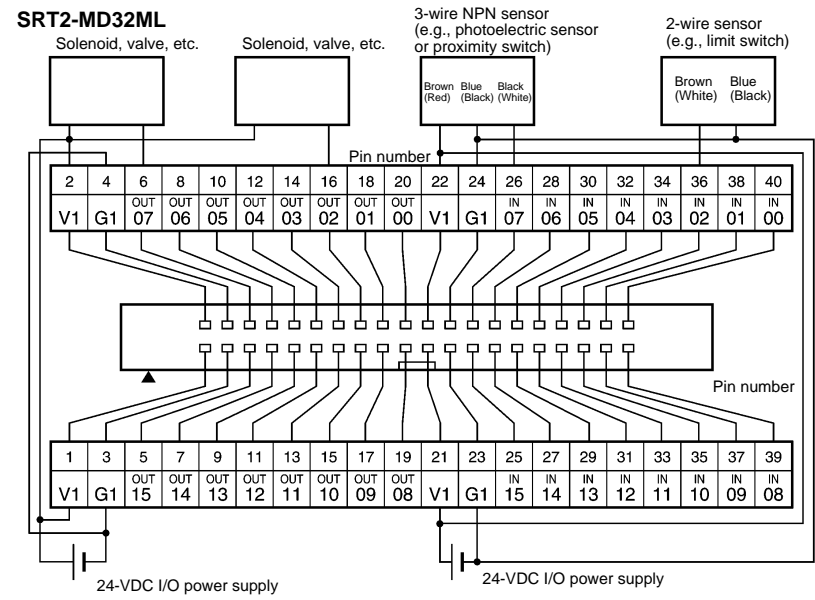 SRT2-MD32ML
Solenoid, valve, etc.
Solenoid, valve, etc.
3-wire NPN sensor
(e.g., photoelectric sensor
or proximity switch)
2-wire sensor
(e.g., limit switch)
Brown Blue Black
(Red) (Black) (White)
Brown Blue
(White) (Black)
Pin number
2 4 6 8 10 12 14 16 18 20 22 24 26 28 30 32 34 36 38 40
OUT OUT OUT OUT OUT OUT OUT OUT IN IN IN IN IN IN IN IN
V1 G1 07 06 05 04 03 02 01 00 V1 G1 07 06 05 04 03 02 01 00
Pin number
1 3 5 7 9 11 13 15 17 19 21 23 25 27 29 31 33 35 37 39
OUT OUT OUT OUT OUT OUT OUT OUT IN IN IN IN IN IN IN IN
V1 G1 15 14 13 12 11 10 09 08 V1 G1 15 14 13 12 11 10 09 08
24-VDC I/O power supply
24-VDC I/O power supply